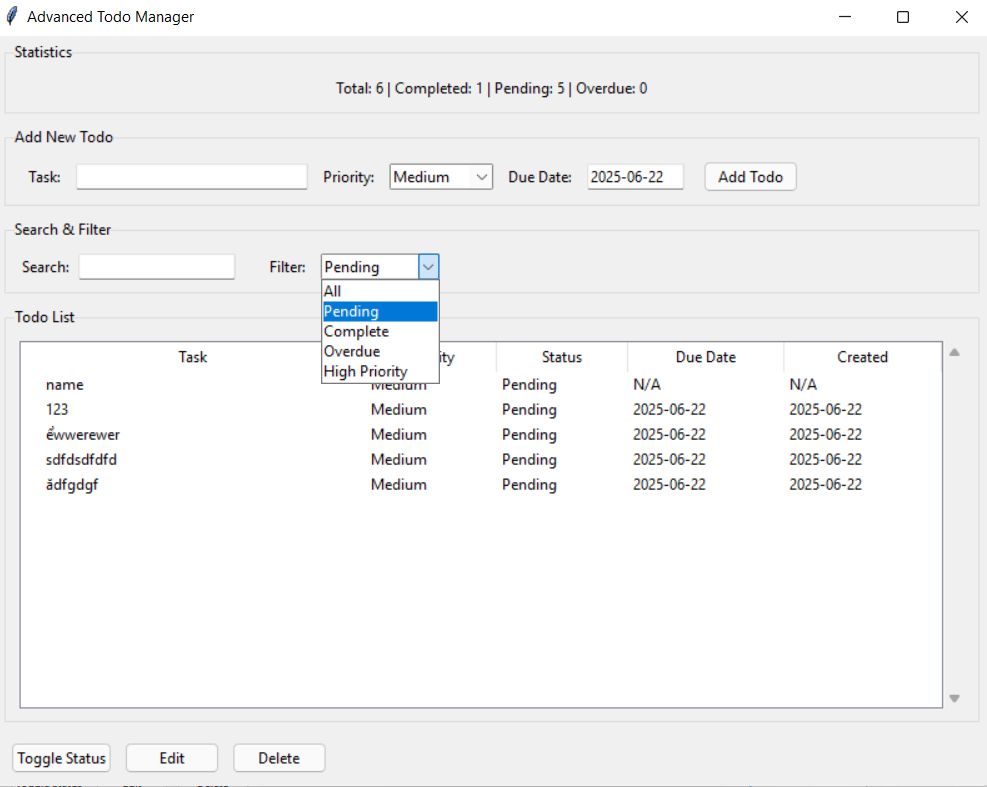 Advanced Todo Manager
Statistics
Total: 6 | Completed: 1 | Pending: 5 | Overdue: 0
Add New Todo
Task: Priority: Medium Due Date: 2025-06-22 Add Todo
Search & Filter
Search: Filter: Pending
All
Pending
Complete
Overdue
High Priority
Todo List
Task ity Status Due Date Created
name Medium Pending N/A N/A
123 Medium Pending 2025-06-22 2025-06-22
ểwwerewer Medium Pending 2025-06-22 2025-06-22
sdfdsdfdfd Medium Pending 2025-06-22 2025-06-22
ădfgdgf Medium Pending 2025-06-22 2025-06-22
Toggle Status Edit Delete